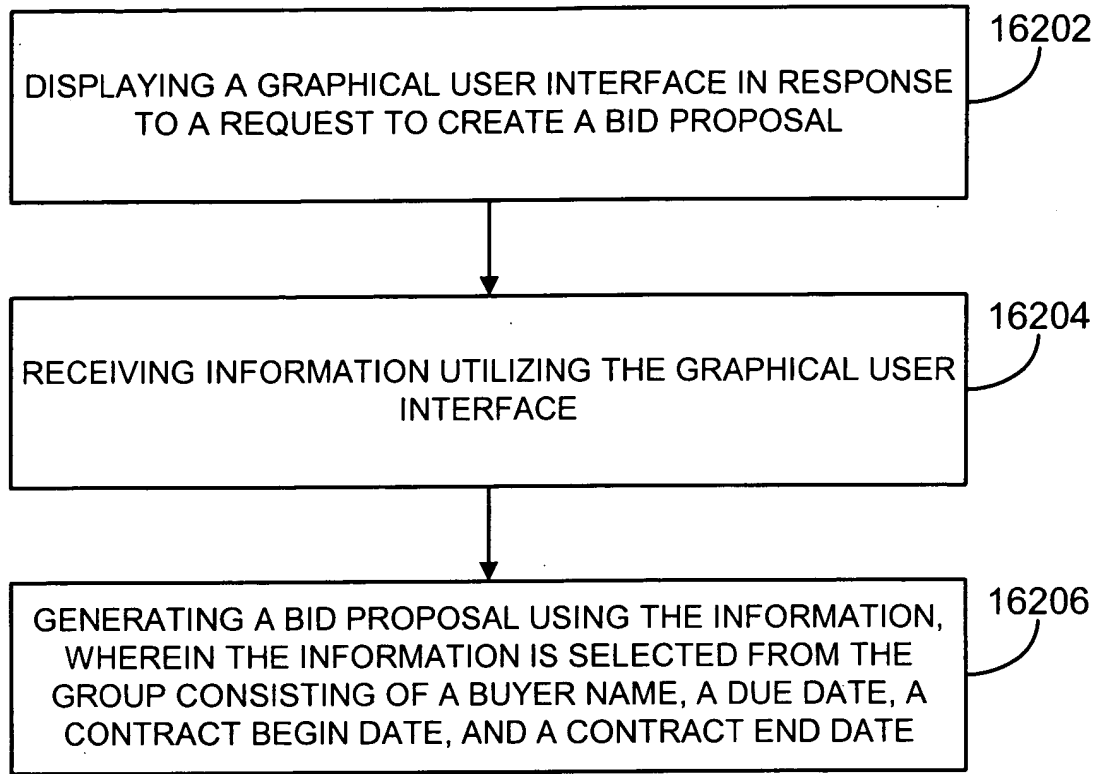 16202
DISPLAYING A GRAPHICAL USER INTERFACE IN RESPONSE
TO A REQUEST TO CREATE A BID PROPOSAL
16204
RECEIVING INFORMATION UTILIZING THE GRAPHICAL USER
INTERFACE
16206
GENERATING A BID PROPOSAL USING THE INFORMATION,
WHEREIN THE INFORMATION IS SELECTED FROM THE
GROUP CONSISTING OF A BUYER NAME, A DUE DATE, A
CONTRACT BEGIN DATE, AND A CONTRACT END DATE